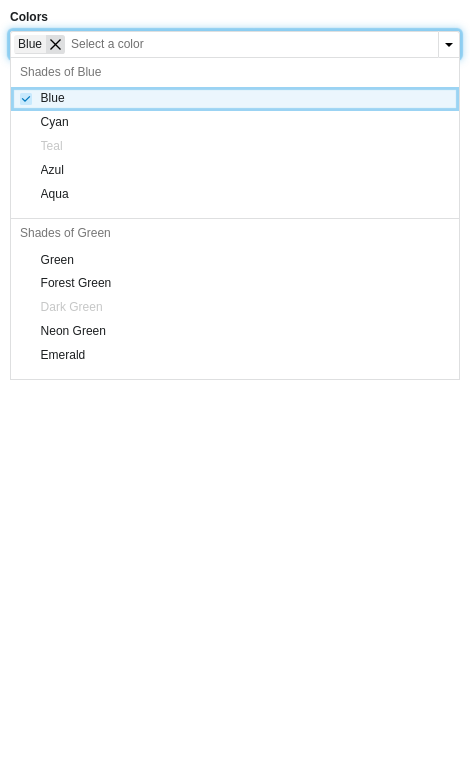 Colors
Blue Select a color
Shades of Blue
Blue
Cyan
Teal
Azul
Aqua
Shades of Green
Green
Forest Green
Dark Green
Neon Green
Emerald